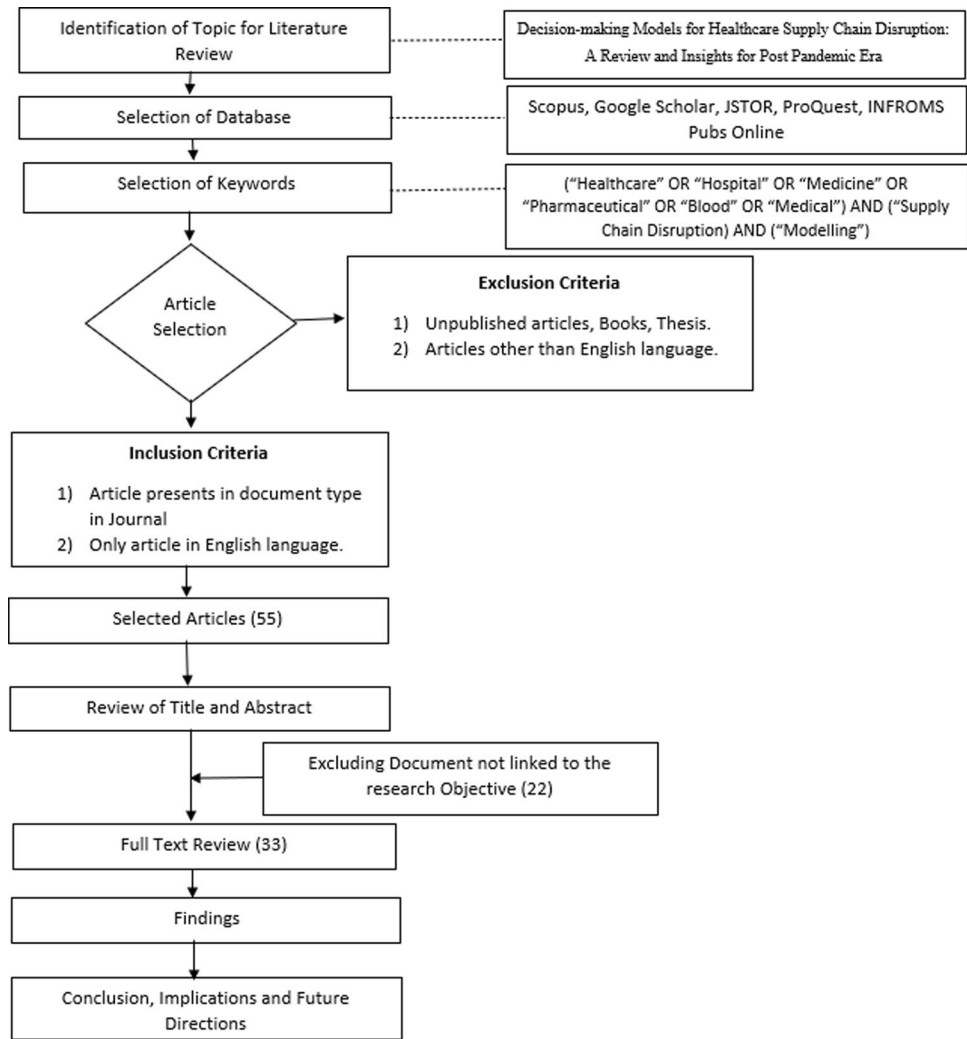 Identification of Topic for Literature
Review
Decision-making Models for Healthcare Supply Chain Disruption:
A Review and Insights for Post Pandemic Era
Selection of Database
Scopus, Google Scholar, JSTOR, ProQuest, INFROMS
Pubs Online
Selection of Keywords
(“Healthcare” OR “Hospital” OR “Medicine” OR
“Pharmaceutical” OR “Blood” OR “Medical”) AND (“Supply
Chain Disruption) AND (“Modelling”)
Article
Selection
Exclusion Criteria
1) Unpublished articles, Books, Thesis.
2) Articles other than English language.
Inclusion Criteria
1) Article presents in document type
in Journal
2) Only article in English language.
Selected Articles (55)
Review of Title and Abstract
Excluding Document not linked to the
research Objective (22)
Full Text Review (33)
Findings
Conclusion, Implications and Future
Directions